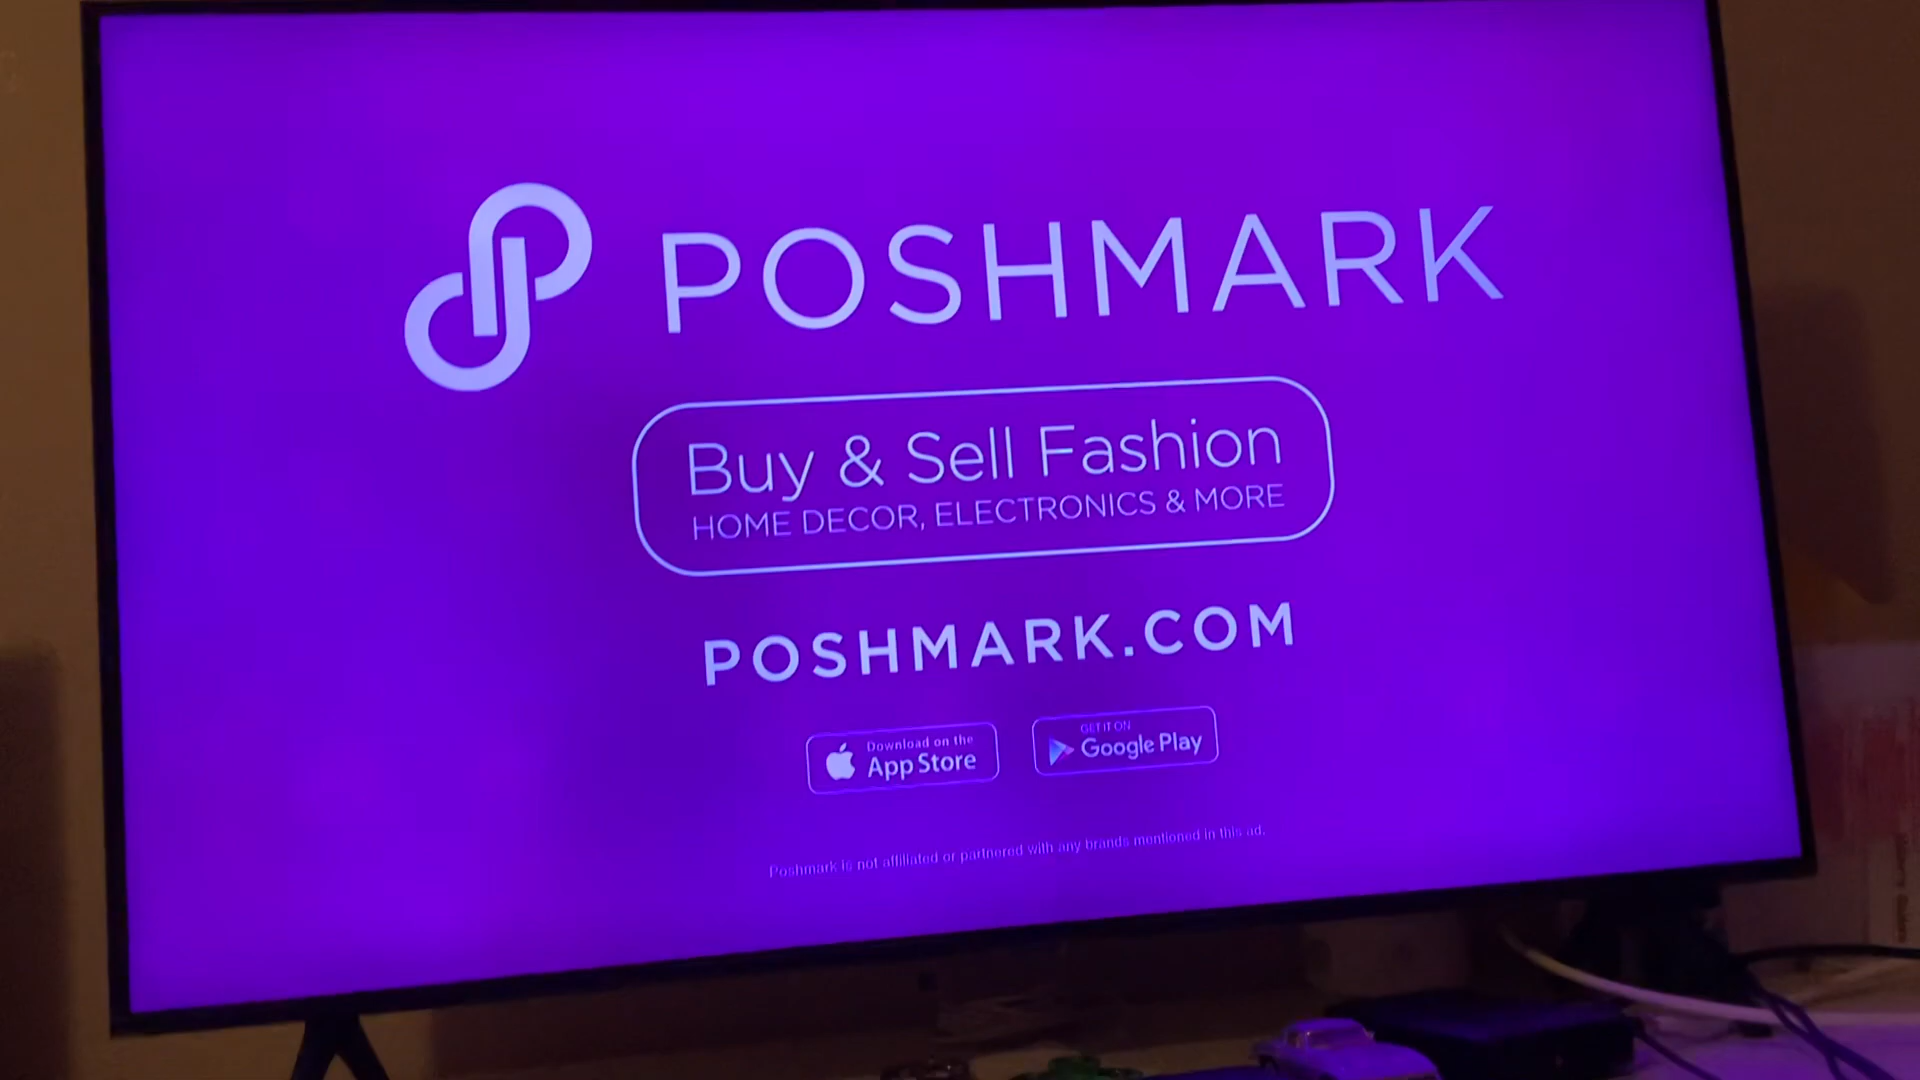 POSHMARK
Buy & Sell Fashion
HOME DECOR, ELECTRONICS & MORE
POSHMARK.COM
Download on the
App Store
GET IT ON
Google Play
Poshmark is not affiliated or partnered with any brands mentioned in this ad.